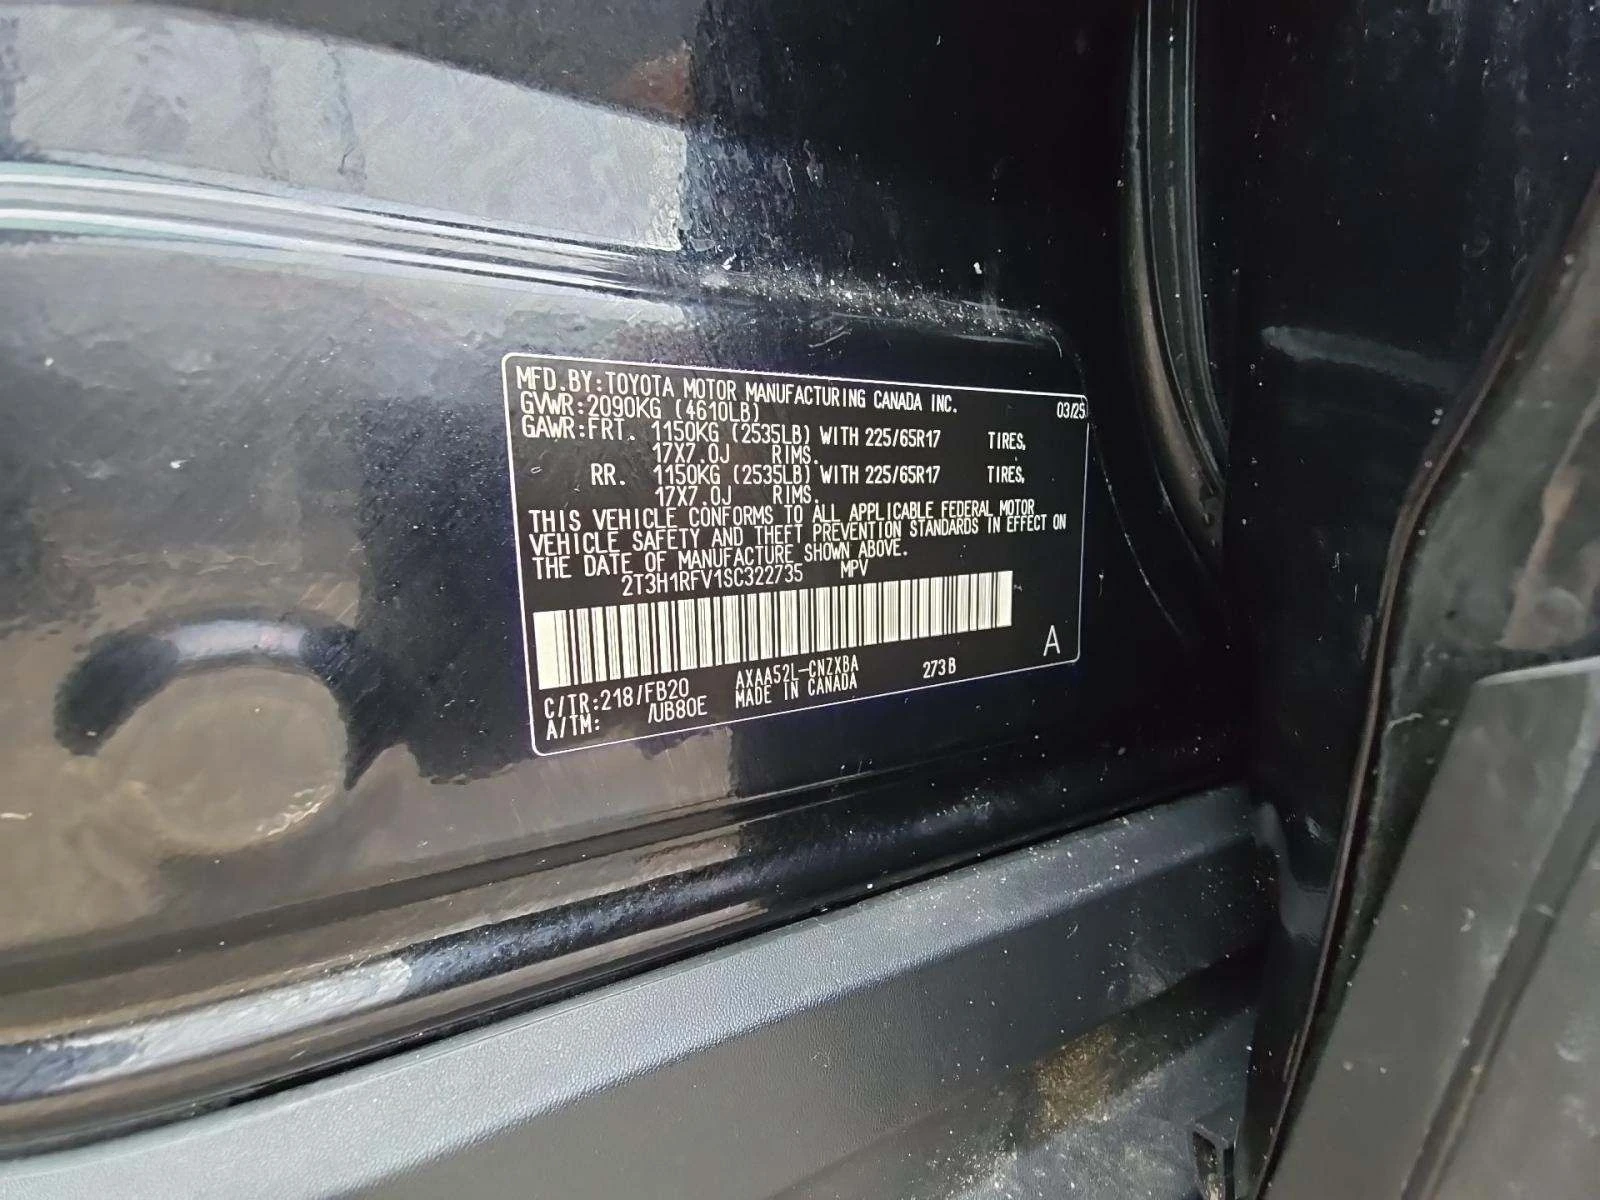 MFD.BY:TOYOTA MOTOR MANUFACTURING CANADA INC. 03/25
GVWR:2090KG (4610LB)
GAWR:FRT. 1150KG (2535LB) WITH 225/65R17 TIRES,
17X7.0J RIMS.
RR. 1150KG (2535LB) WITH 225/65R17 TIRES,
17X7.0J RIMS.
THIS VEHICLE CONFORMS TO ALL APPLICABLE FEDERAL MOTOR
VEHICLE SAFETY AND THEFT PREVENTION STANDARDS IN EFFECT ON
THE DATE OF MANUFACTURE SHOWN ABOVE.
2T3H1RFV1SC322735 MPV
A
C/TR:218/FB20 AXAA52L-CNZXBA 273B
A/TM: /UB80E MADE IN CANADA